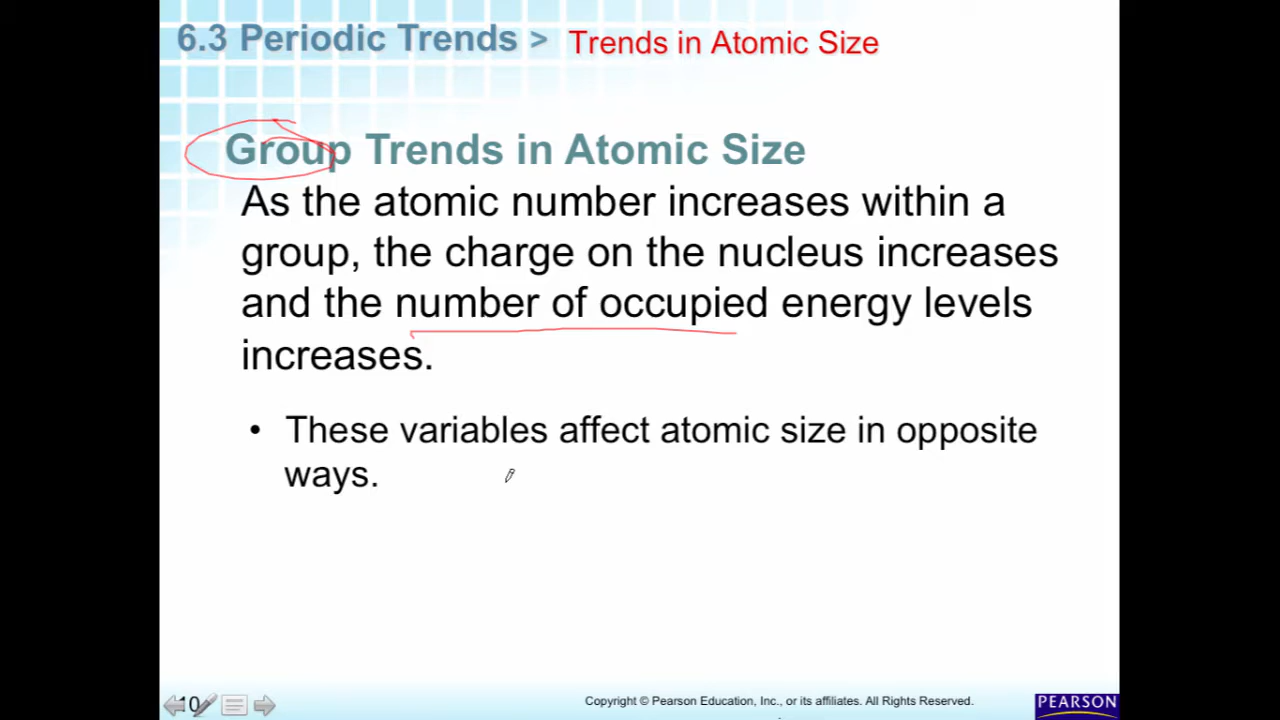 6.3 Periodic Trends > Trends in Atomic Size
Group Trends in Atomic Size
As the atomic number increases within a
group, the charge on the nucleus increases
and the number of occupied energy levels
increases.
• These variables affect atomic size in opposite
ways.
10
Copyright © Pearson Education, Inc., or its affiliates. All Rights Reserved.
PEARSON